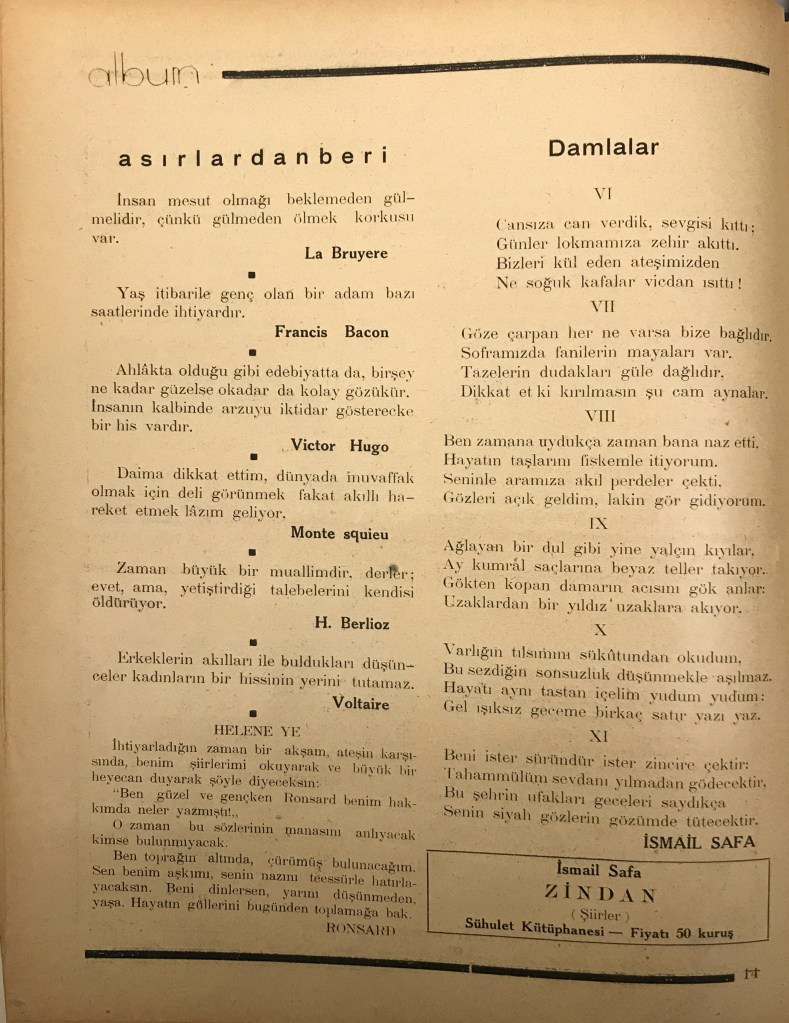 album
asırlardanberi
İnsan mesut olmağı beklemeden gül-
melidir, çünkü gülmeden ölmek korkusu
var.
La Bruyere
Yaş itibarile genç olan bir adam bazı
saatlerinde ihtiyardır.
Francis Bacon
Ahlâkta olduğu gibi edebiyatta da, birşey
ne kadar güzelse okadar da kolay gözükür.
İnsanın kalbinde arzuyu iktidar gösterecke
bir his vardır.
Victor Hugo
Daima dikkat ettim, dünyada muvaffak
olmak için deli görünmek fakat akıllı ha-
reket etmek lâzım geliyor.
Monte squieu
Zaman büyük bir muallimdir, derler;
evet, ama, yetiştirdiği talebelerini kendisi
öldürüyor.
H. Berlioz
Erkeklerin akılları ile buldukları düşün-
celer kadınların bir hissinin yerini tutamaz.
Voltaire
HELENE YE
İhtiyarladığın zaman bir akşam, ateşin karşı-
sında, benim şiirlerimi okuyarak ve büyük bir
heyecan duyarak şöyle diyeceksin:
"Ben güzel ve gençken Ronsard benim hak-
kımda neler yazmıştı!,,
O zaman bu sözlerinin manasını anlıyacak
kimse bulunmıyacak.
Ben toprağın altında, çürümüş bulunacağım.
Sen benim aşkımı, senin nazını teessürle hatırla-
yacaksın. Beni dinlersen, yarını düşünmeden,
yaşa. Hayatın güllerini bugünden toplamağa bak.
RONSARD
Damlalar
VI
Cansıza can verdik, sevgisi kıttı;
Günler lokmamıza zehir akıttı.
Bizleri kül eden ateşimizden
Ne soğuk kafalar vicdan ısıttı!
VII
Göze çarpan her ne varsa bize bağlıdır.
Soframızda fanilerin mayaları var.
Tazelerin dudakları güle dağlıdır,
Dikkat et ki kırılmasın şu cam aynalar.
VIII
Ben zamana uydukça zaman bana naz etti.
Hayatın taşlarını fiskemle itiyorum.
Seninle aramıza akıl perdeler çekti,
Gözleri açık geldim, lakin gör gidiyorum.
IX
Ağlayan bir dul gibi yine yalçın kıyılar,
Ay kumral saçlarına beyaz teller takıyor.
Gökten kopan damarın acısını gök anlar:
Uzaklardan bir yıldız uzaklara akıyor.
X
Varlığın tılsımını sükûtundan okudum,
Bu sezdiğin sonsuzluk düşünmekle aşılmaz.
Hayatı aynı tastan içelim yudum yudum:
Gel ışıksız geceme birkaç satır yazı yaz.
XI
Beni ister süründür ister zincire çektir:
Tahammülüm sevdanı yılmadan güdecektir,
Bu şehrin ufakları geceleri saydıkça
Senin siyah gözlerin gözümde tütecektir.
İSMAİL SAFA
İsmail Safa
ZİNDAN
( Şiirler )
Sühulet Kütüphanesi — Fiyatı 50 kuruş
11